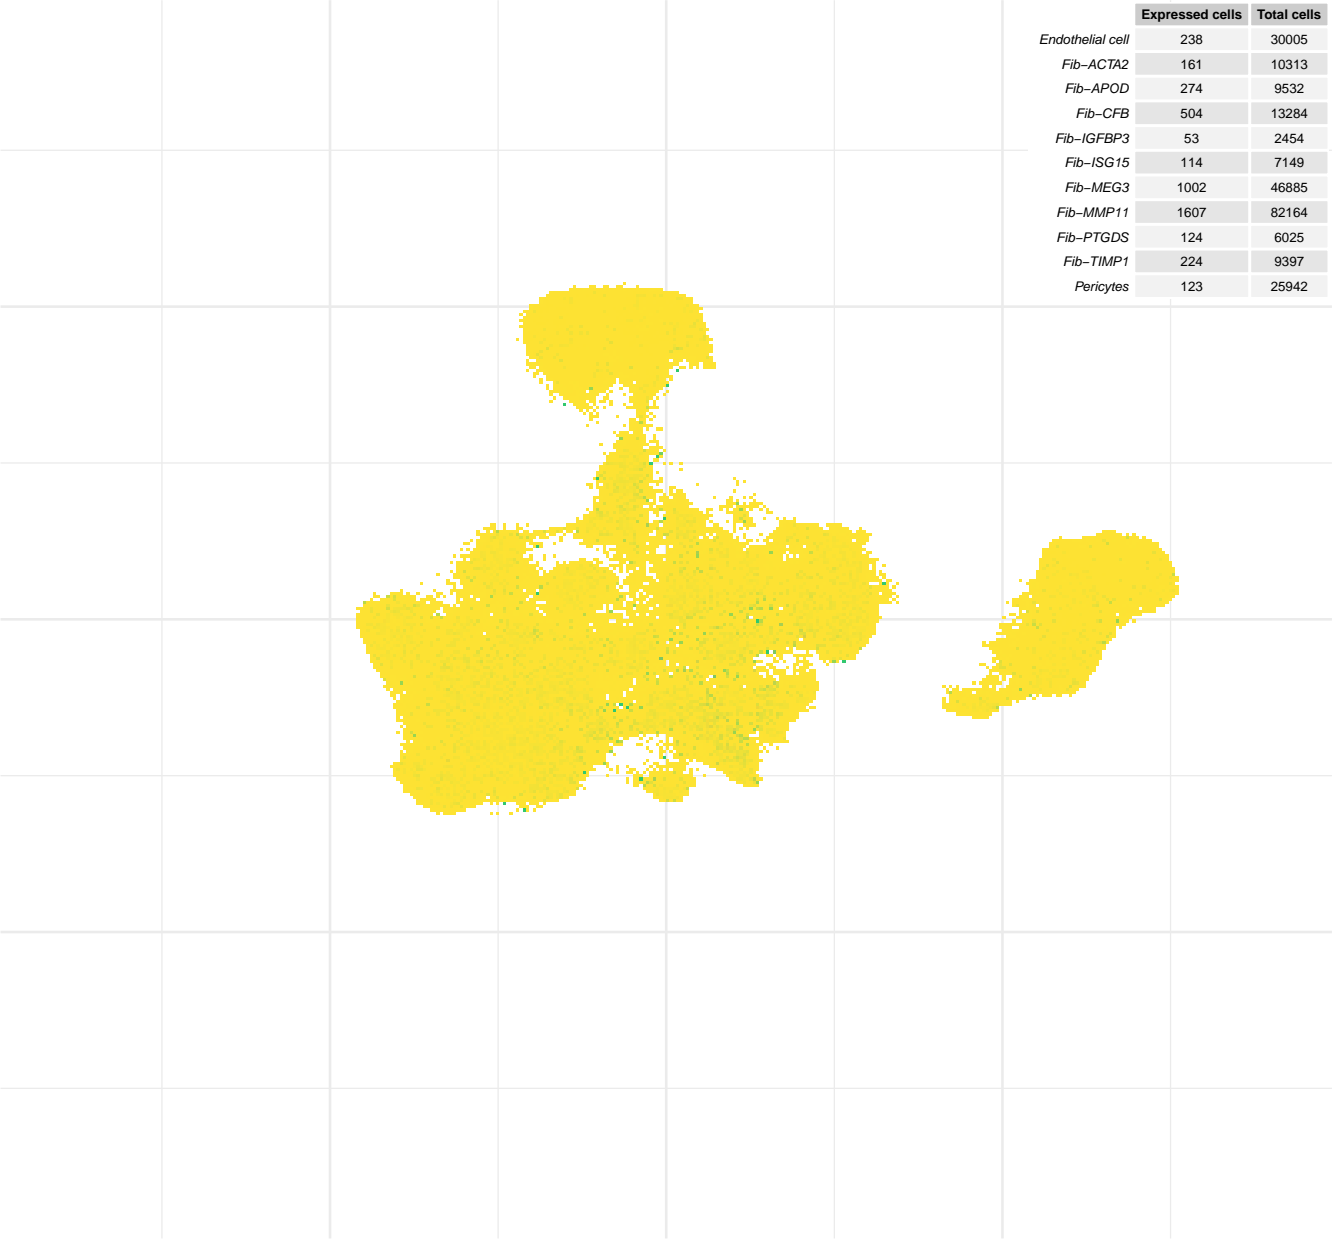 Expressed cells Total cells
Endothelial cell 238 30005
Fib−ACTA2 161 10313
Fib−APOD 274 9532
Fib−CFB 504 13284
Fib−IGFBP3 53 2454
Fib−ISG15 114 7149
Fib−MEG3 1002 46885
Fib−MMP11 1607 82164
Fib−PTGDS 124 6025
Fib−TIMP1 224 9397
Pericytes 123 25942